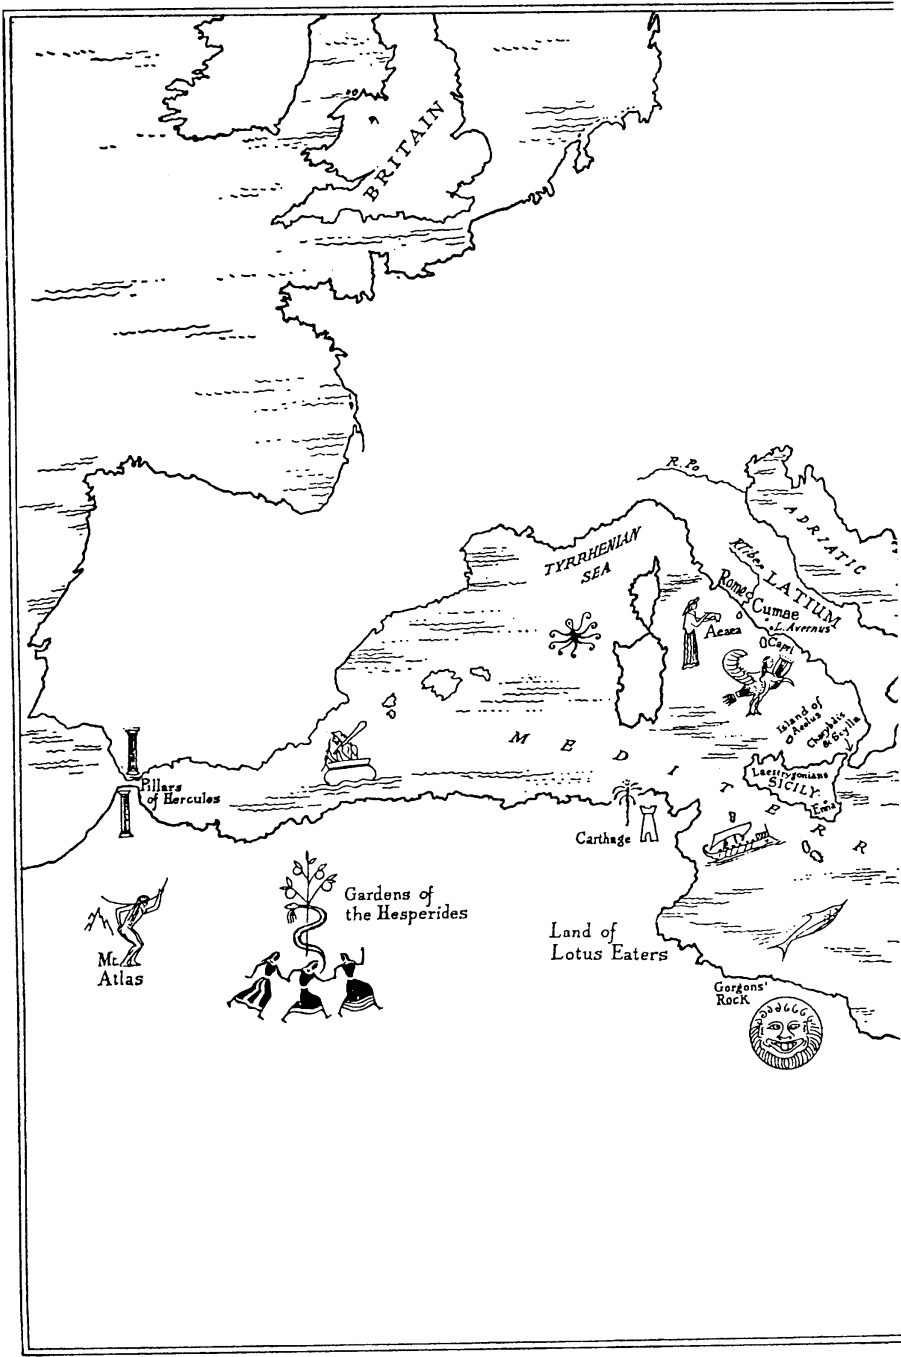 BRITAIN
R. Po
ADRIATIC
TYRRHENIAN
SEA
R. Tiber
LATIUM
Rome
Cumae
L. Avernus
Aeaea
Capri
Island of
Aeolus
Charybdis
& Scylla
Laestrygonians
SICILY
Enna
MEDITERR
Pillars
of Hercules
Carthage
Mt.
Atlas
Gardens of
the Hesperides
Land of
Lotus Eaters
Gorgons'
Rock